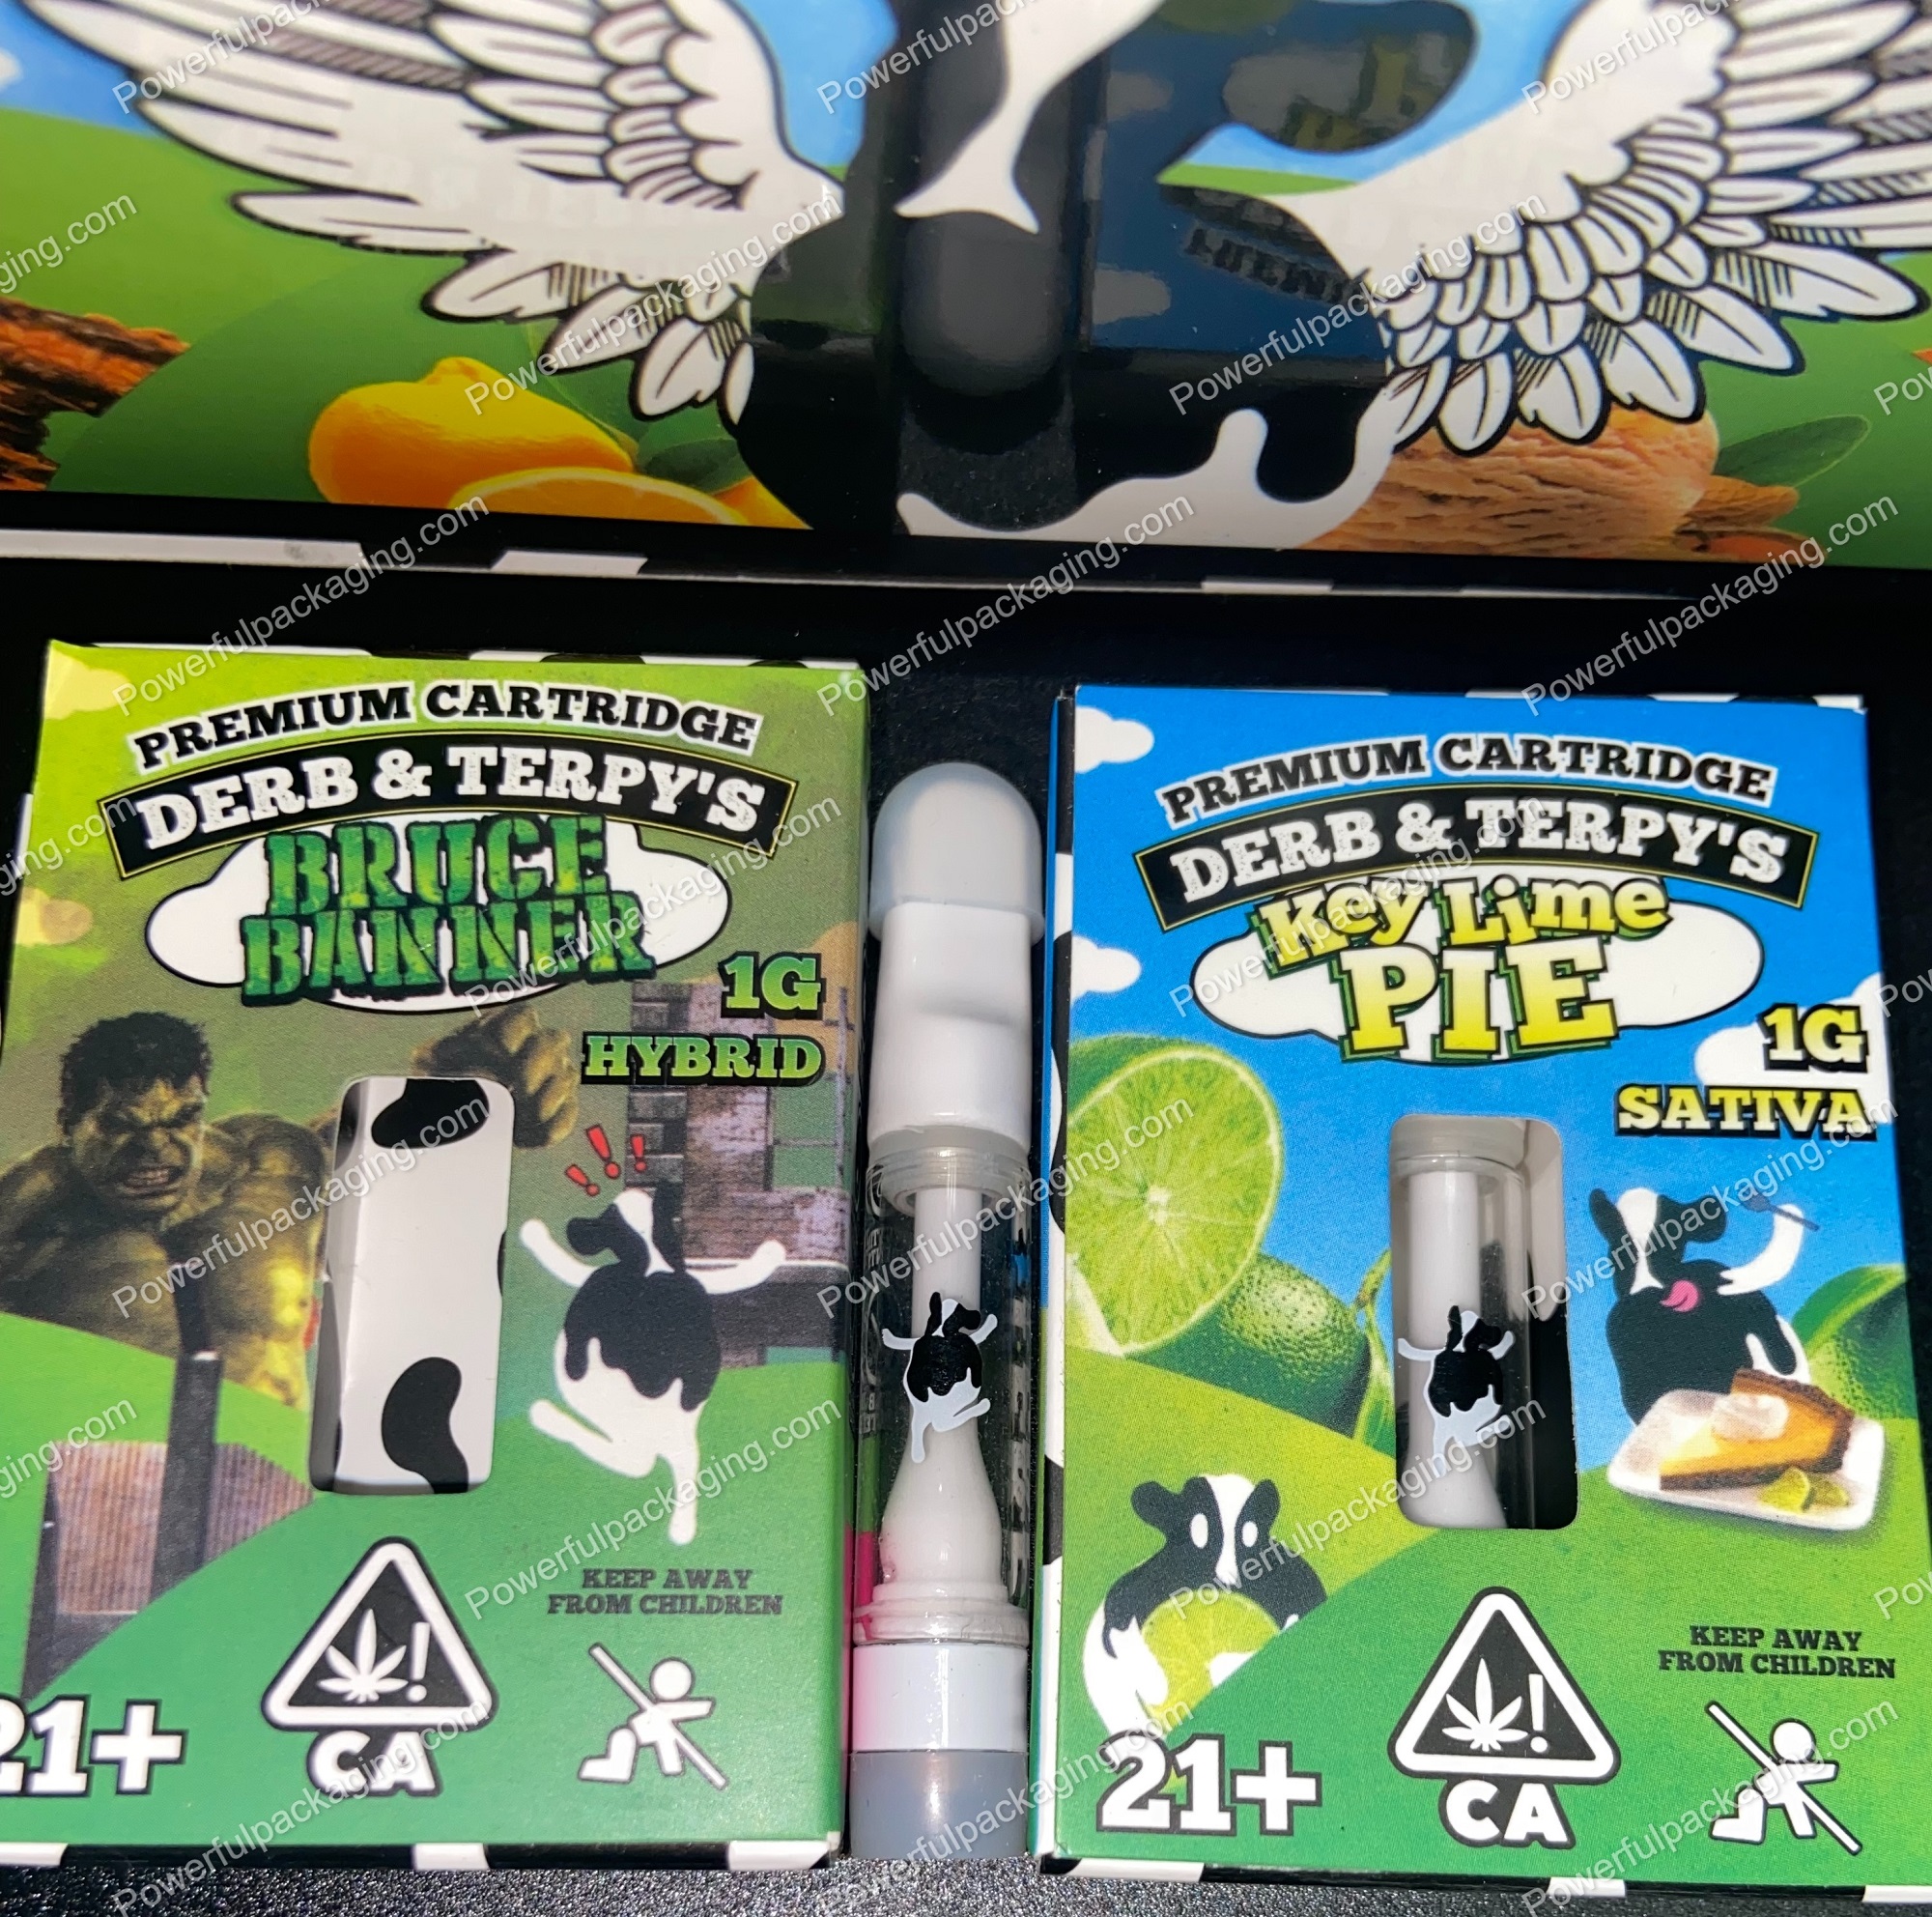 PREMIUM CARTRIDGE
DERB & TERPY'S
BRUCE
BANNER
1G
HYBRID
KEEP AWAY
FROM CHILDREN
21+
CA
PREMIUM CARTRIDGE
DERB & TERPY'S
Key Lime
PIE
1G
SATIVA
KEEP AWAY
FROM CHILDREN
21+
CA
Powerfulpackaging.com